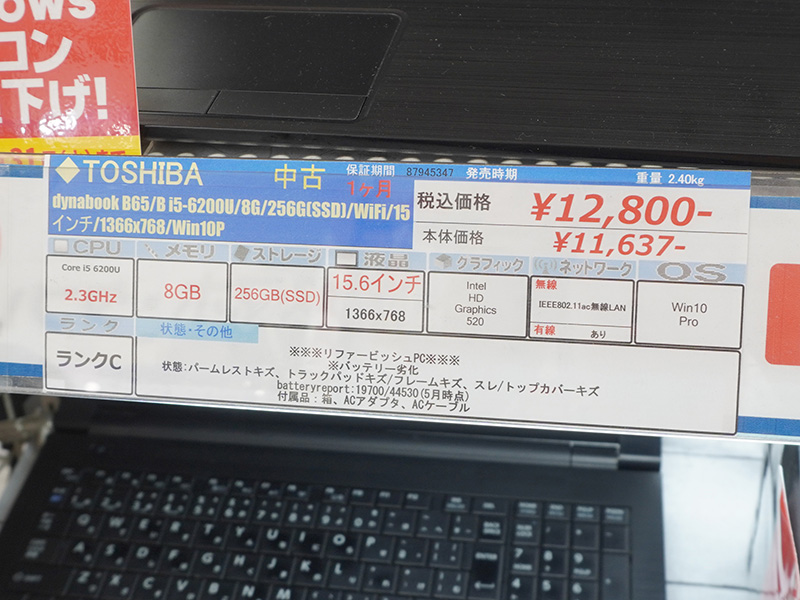 コン
下げ!
TOSHIBA 中古 保証期間 1ヶ月 87945347 発売時期 重量 2.40kg
dynabook B65/B i5-6200U/8G/256G(SSD)/WiFi/15
インチ/1366x768/Win10P
税込価格 ¥12,800-
本体価格 ¥11,637-
CPU メモリ ストレージ 液晶 グラフィック ネットワーク OS
Core i5 6200U
2.3GHz
8GB
256GB(SSD)
15.6インチ
1366x768
Intel
HD
Graphics
520
無線
IEEE802.11ac無線LAN
有線 あり
Win10
Pro
ランク 状態・その他
ランクC
※※※リファービッシュPC※※※
※バッテリー劣化
状態:パームレストキズ、トラックパッドキズ/フレームキズ、スレ/トップカバーキズ
batteryreport:19700/44530(5月時点)
付属品:箱、ACアダプタ、ACケーブル